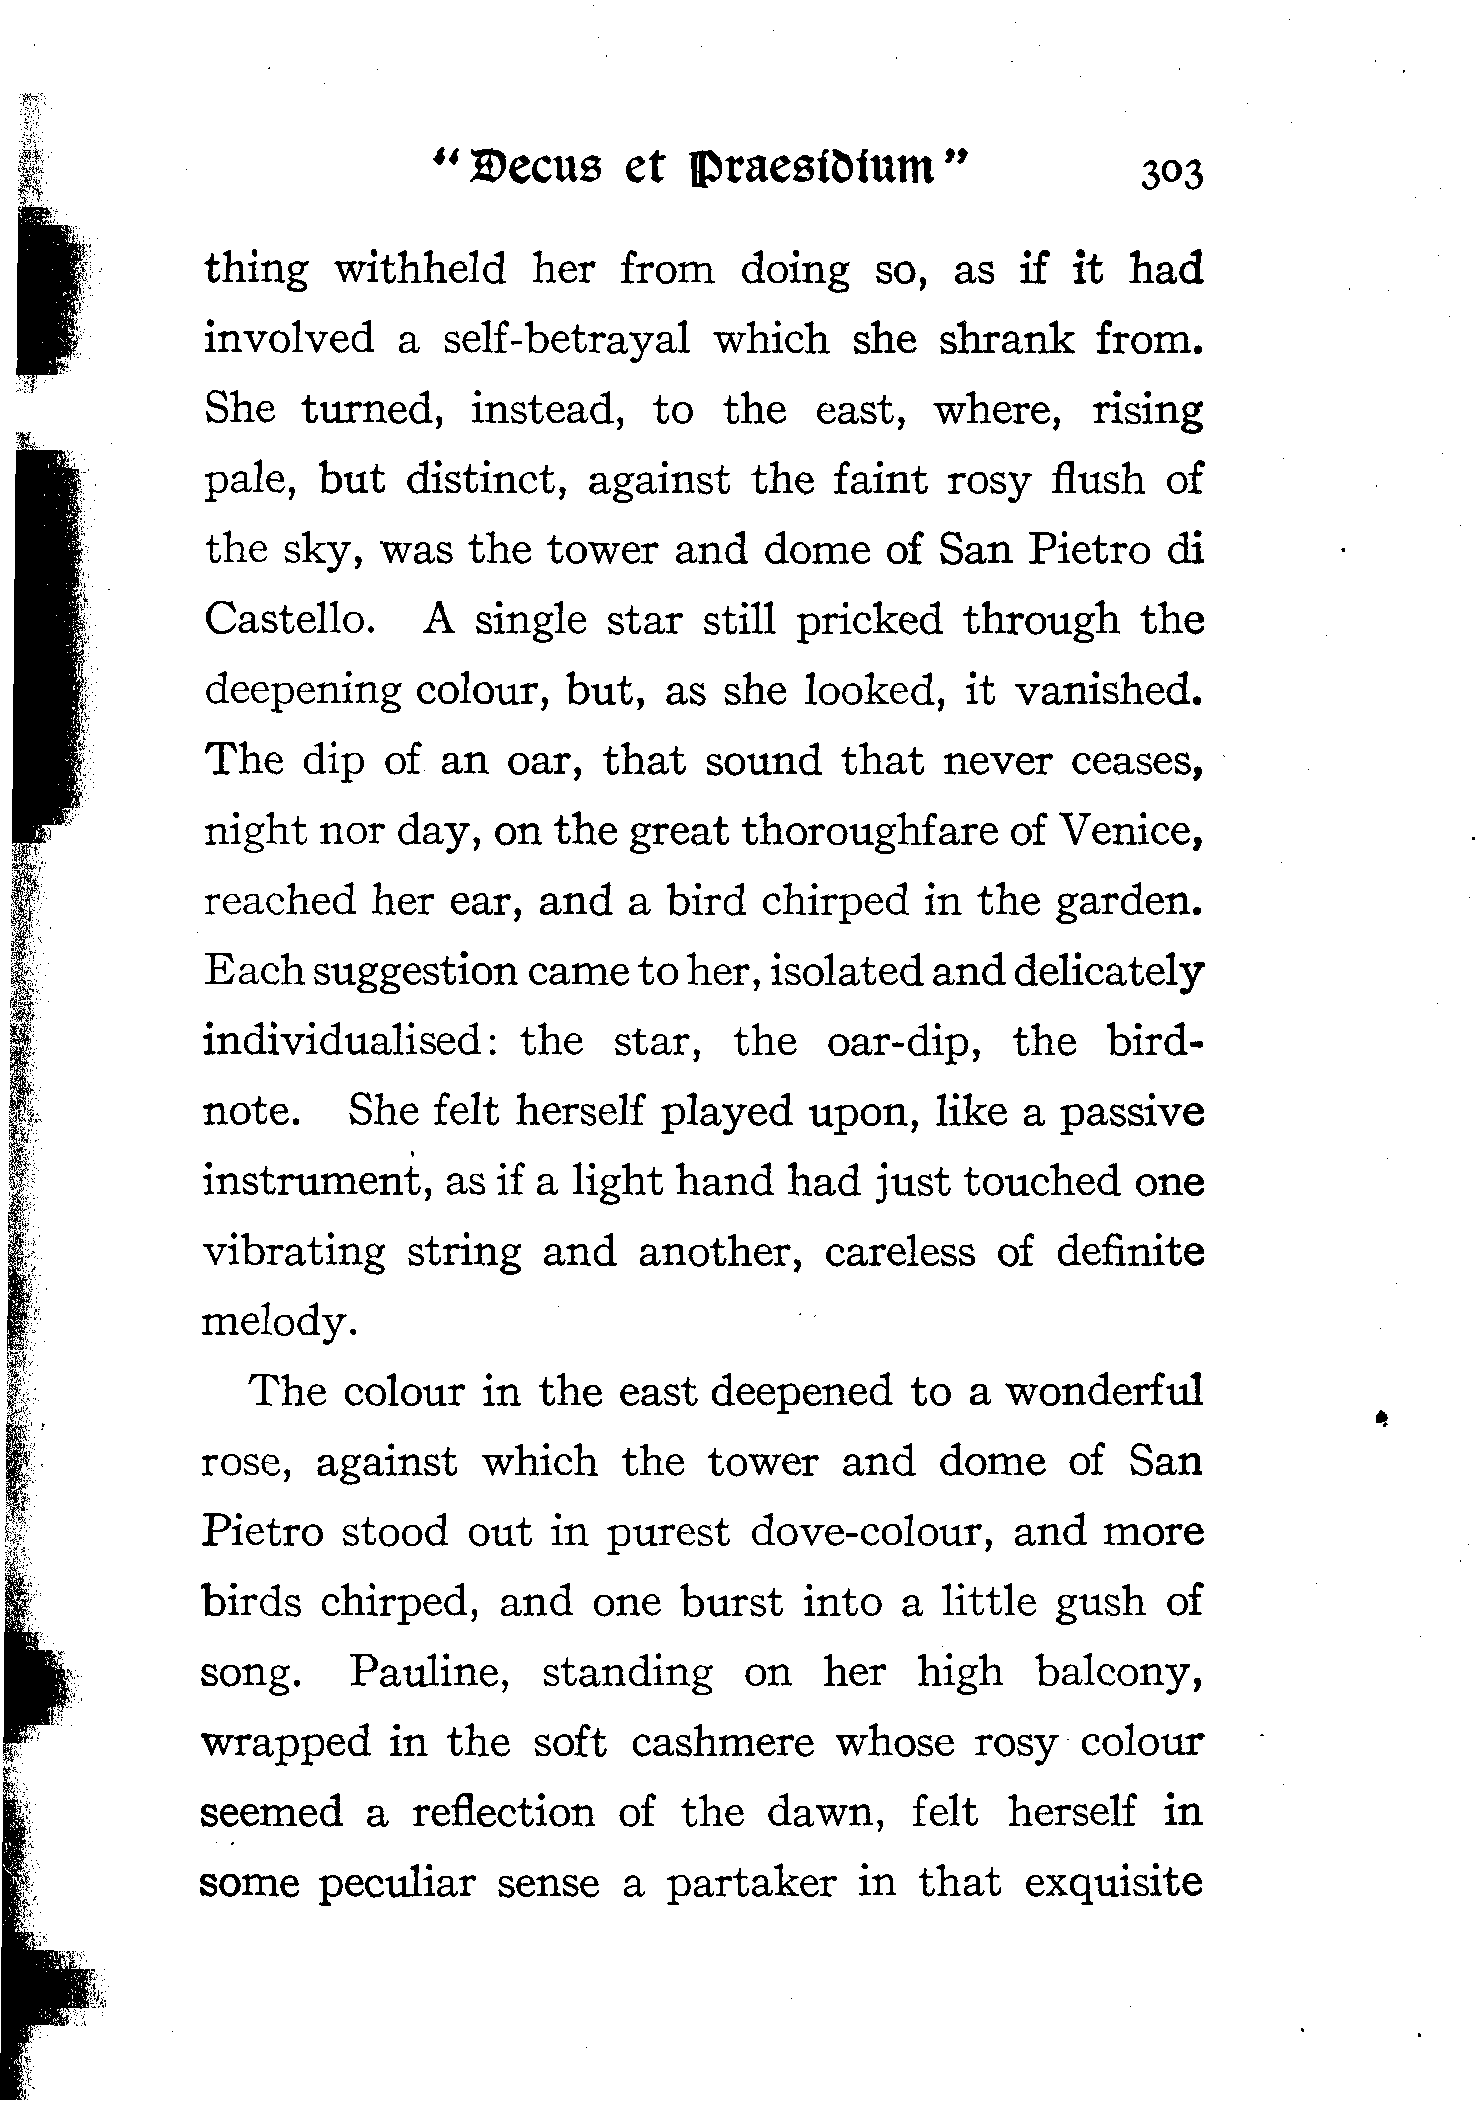 "Decus et Praesidium" 303
thing withheld her from doing so, as if it had
involved a self-betrayal which she shrank from.
She turned, instead, to the east, where, rising
pale, but distinct, against the faint rosy flush of
the sky, was the tower and dome of San Pietro di
Castello. A single star still pricked through the
deepening colour, but, as she looked, it vanished.
The dip of an oar, that sound that never ceases,
night nor day, on the great thoroughfare of Venice,
reached her ear, and a bird chirped in the garden.
Each suggestion came to her, isolated and delicately
individualised: the star, the oar-dip, the bird-
note. She felt herself played upon, like a passive
instrument, as if a light hand had just touched one
vibrating string and another, careless of definite
melody.
The colour in the east deepened to a wonderful
rose, against which the tower and dome of San
Pietro stood out in purest dove-colour, and more
birds chirped, and one burst into a little gush of
song. Pauline, standing on her high balcony,
wrapped in the soft cashmere whose rosy colour
seemed a reflection of the dawn, felt herself in
some peculiar sense a partaker in that exquisite